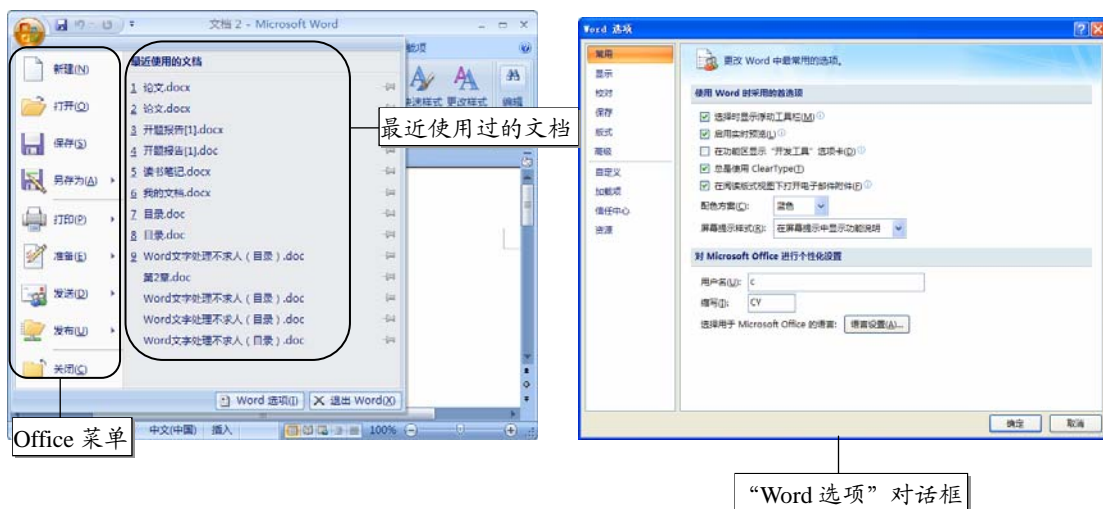 文档 2 - Microsoft Word
新建(N)
打开(O)
保存(S)
另存为(A)
打印(P)
准备(E)
发送(D)
发布(U)
关闭(C)
最近使用的文档
1 论文.docx
2 论文.doc
3 开题报告[1].docx
4 开题报告[1].doc
5 读书笔记.docx
6 我的文档.docx
7 目录.doc
8 目录.doc
9 Word文字处理不求人(目录).doc
第2章.doc
Word文字处理不求人(目录).doc
Word文字处理不求人(目录).doc
Word文字处理不求人(目录).doc
快速样式 更改样式 编辑
Word 选项(I) 退出 Word(X)
中文(中国) 插入 100%
最近使用过的文档
Office 菜单
Word 选项
常用
显示
校对
保存
版式
高级
自定义
加载项
信任中心
资源
更改 Word 中最常用的选项。
使用 Word 时采用的首选项
选择时显示浮动工具栏(M)
启用实时预览(L)
在功能区显示“开发工具”选项卡(D)
总是使用 ClearType(T)
在阅读版式视图下打开电子邮件附件(F)
配色方案(C): 蓝色
屏幕提示样式(R): 在屏幕提示中显示功能说明
对 Microsoft Office 进行个性化设置
用户名(U): c
缩写(I): CY
选择用于 Microsoft Office 的语言: 语言设置(A)...
确定 取消
“Word 选项”对话框